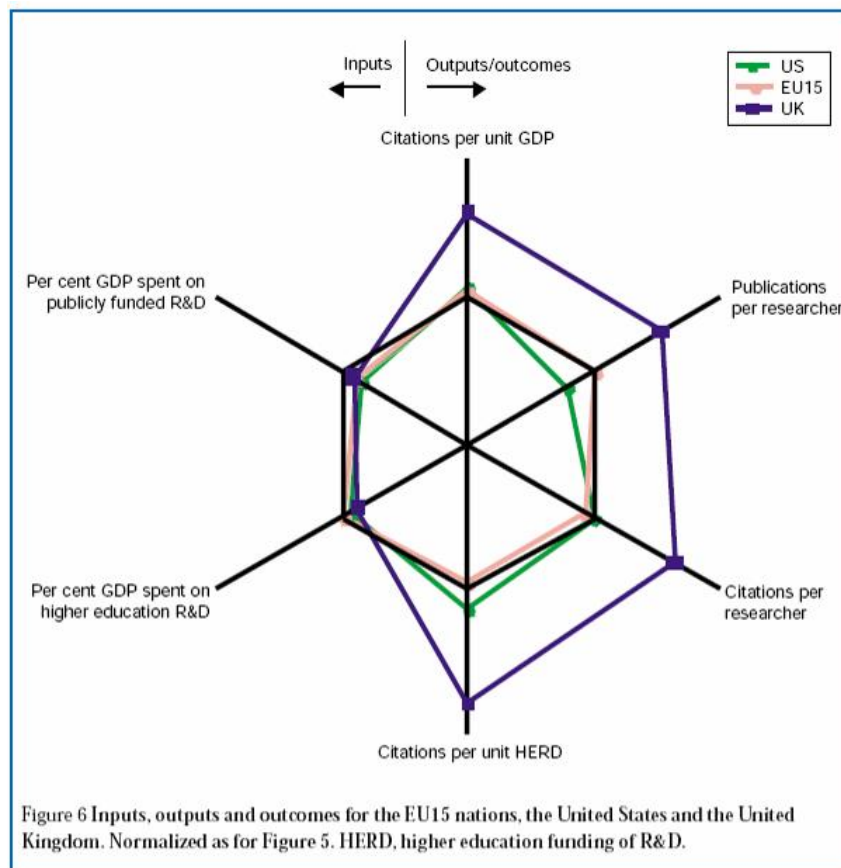 Inputs
Outputs/outcomes
US
EU15
UK
Citations per unit GDP
Per cent GDP spent on
publicly funded R&D
Publications
per researcher
Per cent GDP spent on
higher education R&D
Citations per
researcher
Citations per unit HERD
Figure 6 Inputs, outputs and outcomes for the EU15 nations, the United States and the United
Kingdom. Normalized as for Figure 5. HERD, higher education funding of R&D.